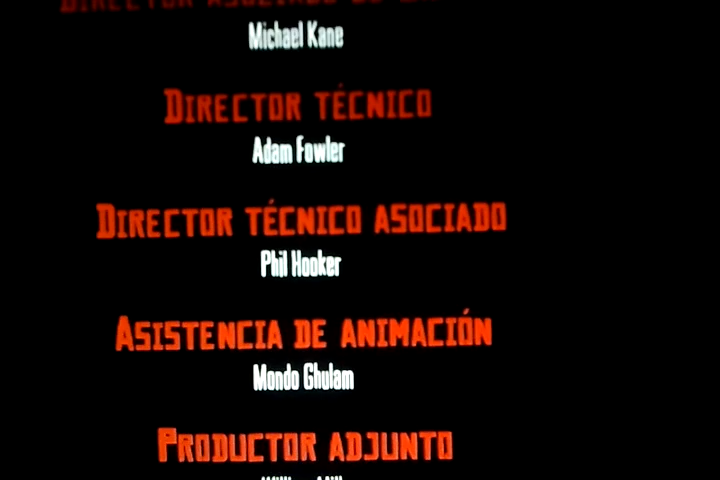 Michael Kane
DIRECTOR TÉCNICO
Adam Fowler
DIRECTOR TÉCNICO ASOCIADO
Phil Hooker
ASISTENCIA DE ANIMACIÓN
Mondo Ghulam
PRODUCTOR ADJUNTO